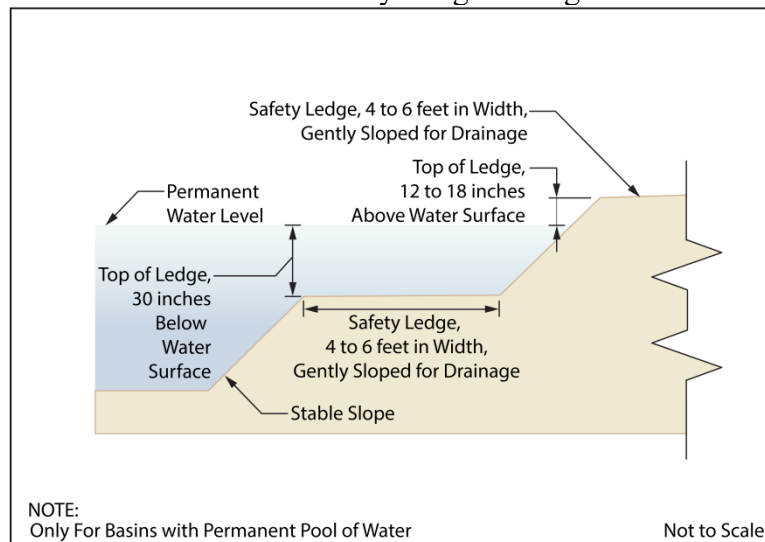 Safety Ledge, 4 to 6 feet in Width,
Gently Sloped for Drainage
Top of Ledge,
12 to 18 inches
Above Water Surface
Permanent
Water Level
Top of Ledge,
30 inches
Below
Water
Surface
Safety Ledge,
4 to 6 feet in Width,
Gently Sloped for Drainage
Stable Slope
NOTE:
Only For Basins with Permanent Pool of Water
Not to Scale